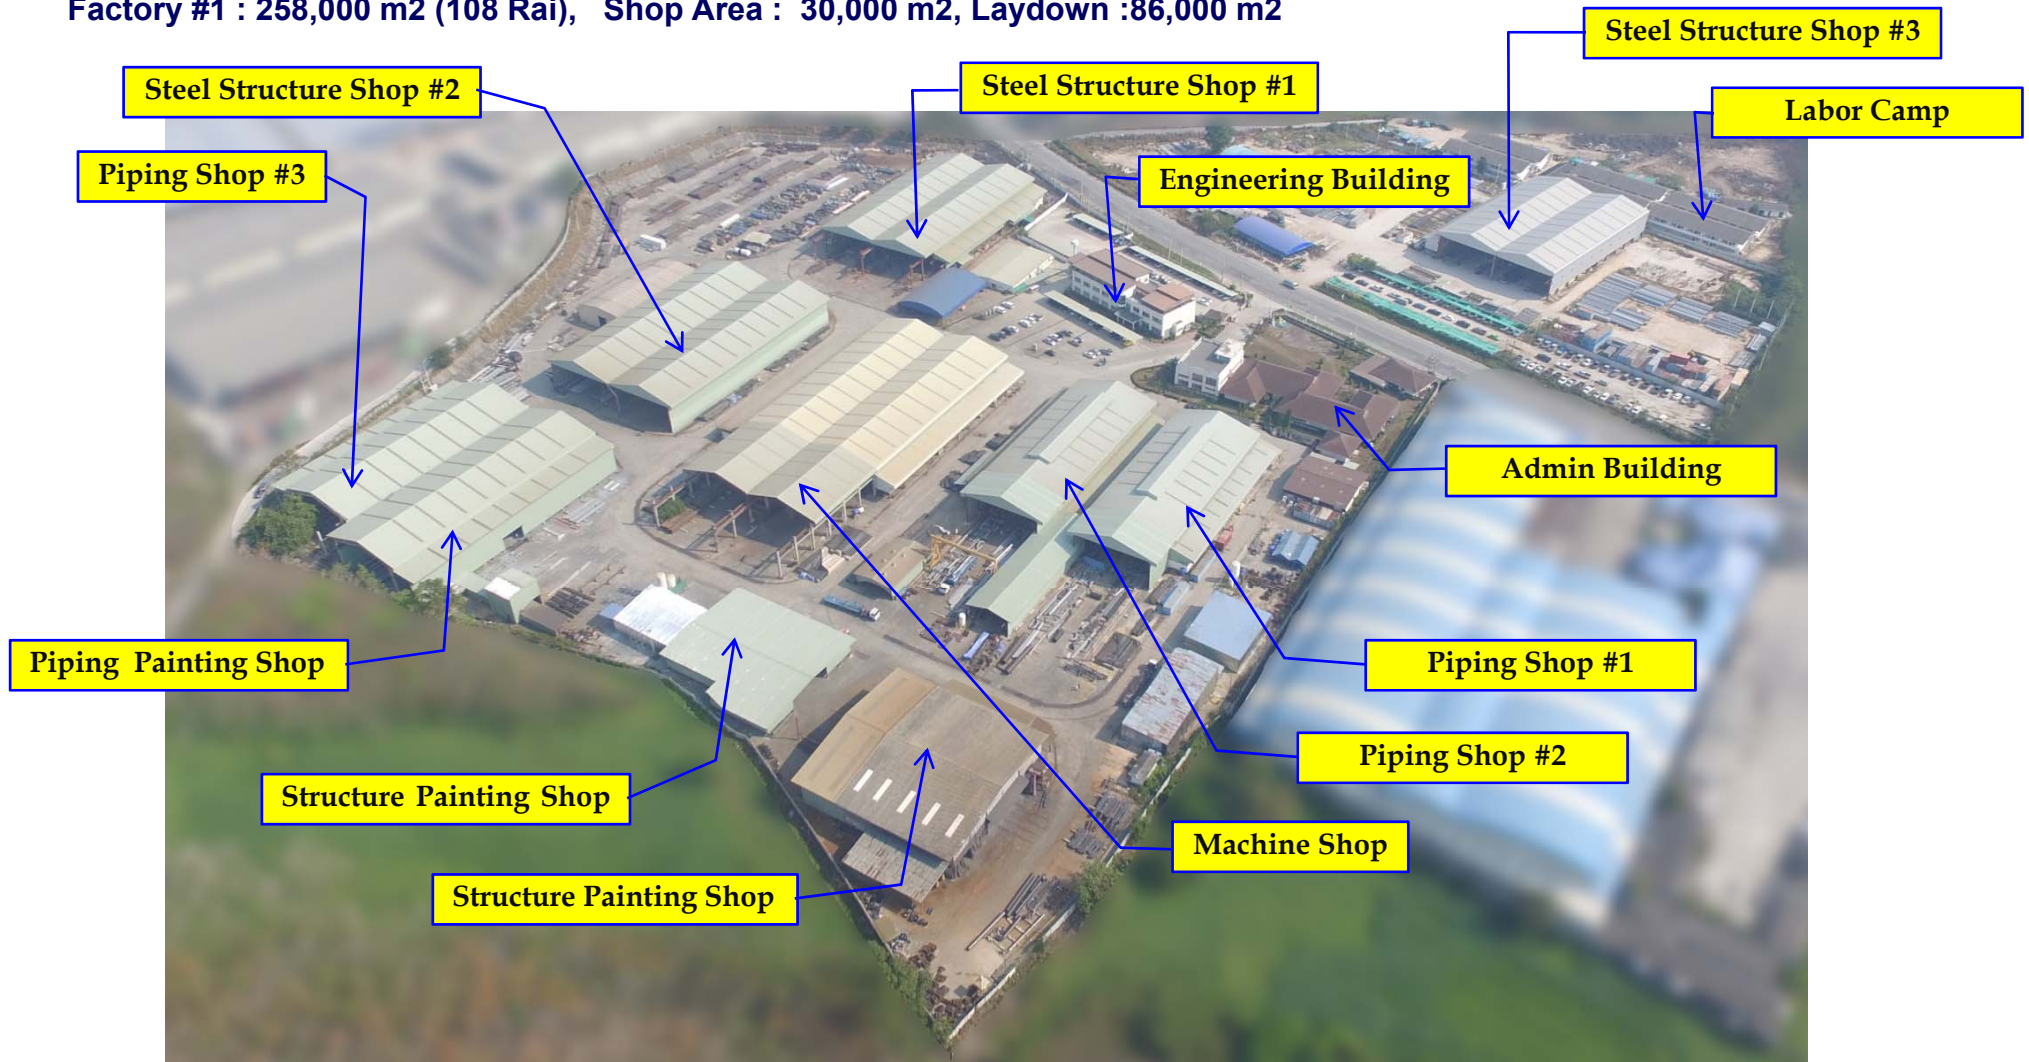 Factory #1 : 258,000 m2 (108 Rai), Shop Area : 30,000 m2, Laydown :86,000 m2
Steel Structure Shop #3
Steel Structure Shop #2
Steel Structure Shop #1
Labor Camp
Piping Shop #3
Engineering Building
Admin Building
Piping Painting Shop
Piping Shop #1
Piping Shop #2
Structure Painting Shop
Machine Shop
Structure Painting Shop